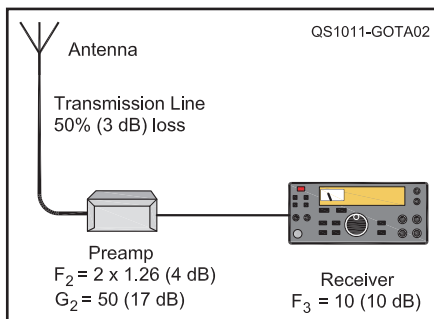 QS1011-GOTA02
Antenna
Transmission Line
50% (3 dB) loss
Preamp
F₂ = 2 x 1.26 (4 dB)
G₂ = 50 (17 dB)
Receiver
F₃ = 10 (10 dB)